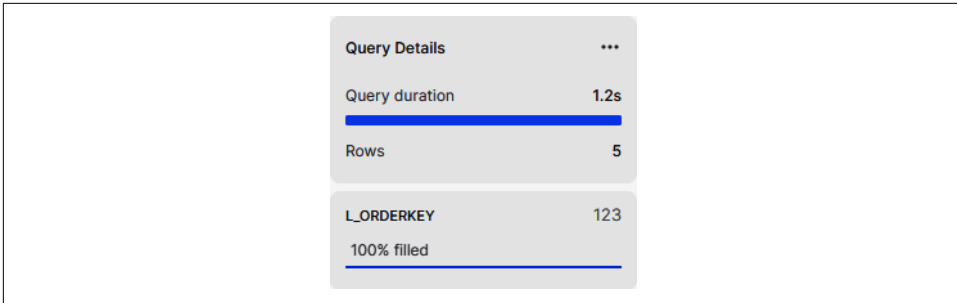 Query Details ...
Query duration 1.2s
Rows 5
L_ORDERKEY 123
100% filled